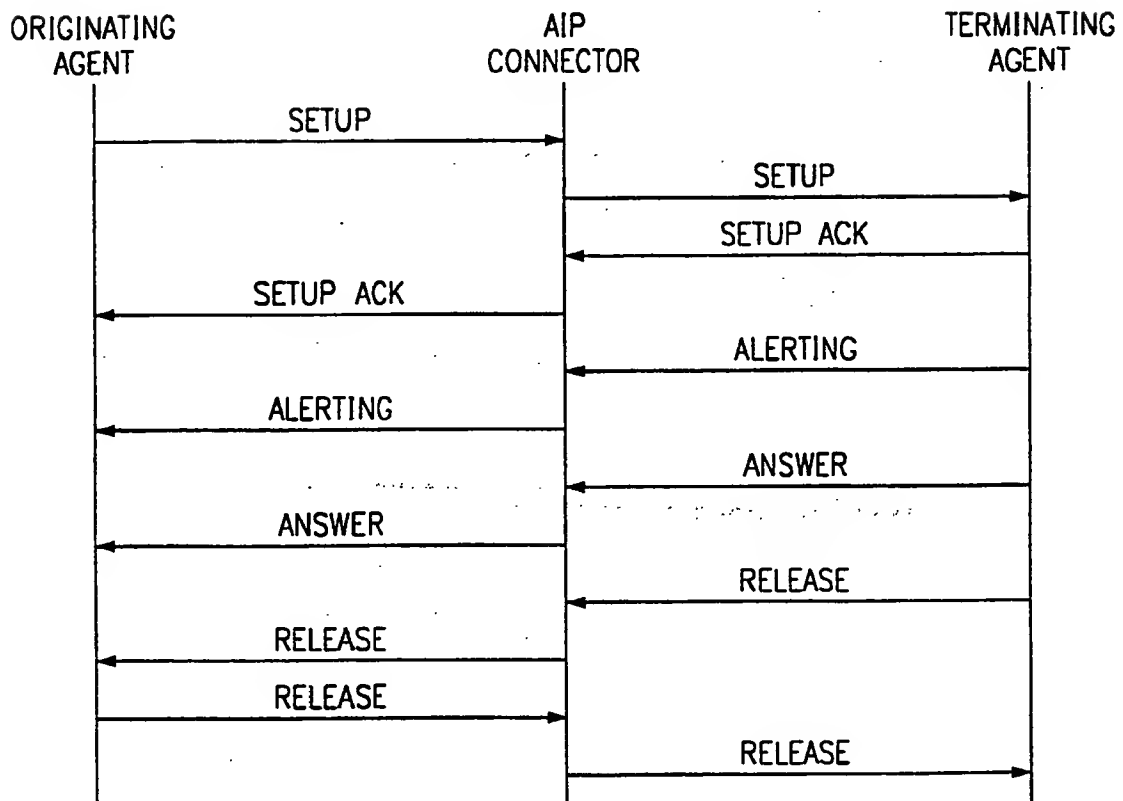 ORIGINATING
AGENT
AIP
CONNECTOR
TERMINATING
AGENT
SETUP
SETUP
SETUP ACK
SETUP ACK
ALERTING
ALERTING
ANSWER
ANSWER
RELEASE
RELEASE
RELEASE
RELEASE